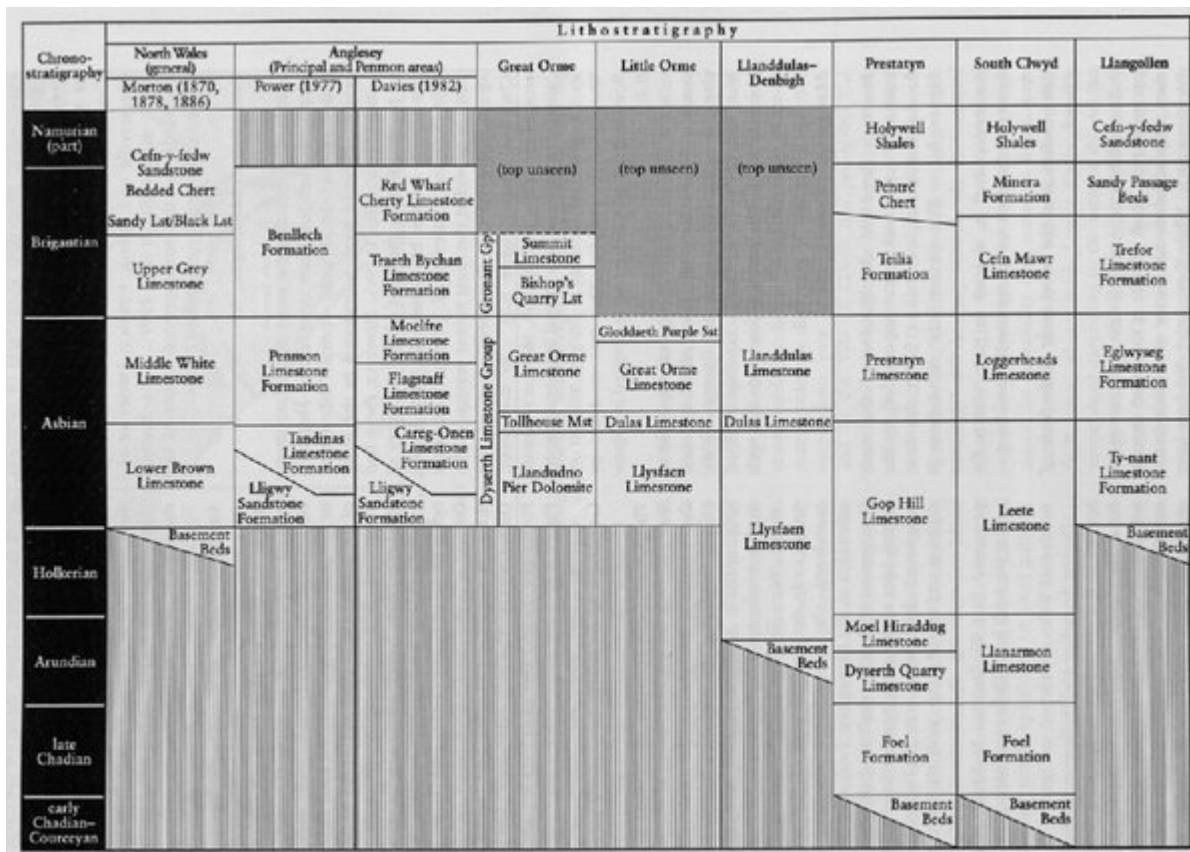 Lithostratigraphy
Chrono-
stratigraphy
North Wales
(general)
Morton (1870,
1878, 1886)
Anglesey
(Principal and Penmon areas)
Power (1977)
Davies (1982)
Great Orme
Little Orme
Llanddulas–
Denbigh
Prestatyn
South Clwyd
Llangollen
Namurian
(part)
Brigantian
Asbian
Holkerian
Arundian
late
Chadian
early
Chadian–
Courceyan
Cefn-y-fedw
Sandstone
Bedded Chert
Sandy Lst/Black Lst
Upper Grey
Limestone
Middle White
Limestone
Lower Brown
Limestone
Basement
Beds
Benllech
Formation
Penmon
Limestone
Formation
Tandinas
Limestone
Formation
Lligwy
Sandstone
Formation
Red Wharf
Cherty Limestone
Formation
Traeth Bychan
Limestone
Formation
Moelfre
Limestone
Formation
Flagstaff
Limestone
Formation
Careg-Onen
Limestone
Formation
Lligwy
Sandstone
Formation
(top unseen)
Gronant Gp
Summit
Limestone
Bishop's
Quarry Lst
Dyserth Limestone Group
Great Orme
Limestone
Tollhouse Mst
Llandudno
Pier Dolomite
(top unseen)
Gloddaeth Purple Sst
Great Orme
Limestone
Dulas Limestone
Llysfaen
Limestone
(top unseen)
Llanddulas
Limestone
Dulas Limestone
Llysfaen
Limestone
Basement
Beds
Holywell
Shales
Pentre
Chert
Teilia
Formation
Prestatyn
Limestone
Gop Hill
Limestone
Moel Hiraddug
Limestone
Dyserth Quarry
Limestone
Foel
Formation
Basement
Beds
Holywell
Shales
Minera
Formation
Cefn Mawr
Limestone
Loggerheads
Limestone
Leete
Limestone
Llanarmon
Limestone
Foel
Formation
Basement
Beds
Cefn-y-fedw
Sandstone
Sandy Passage
Beds
Trefor
Limestone
Formation
Eglwyseg
Limestone
Formation
Ty-nant
Limestone
Formation
Basement
Beds